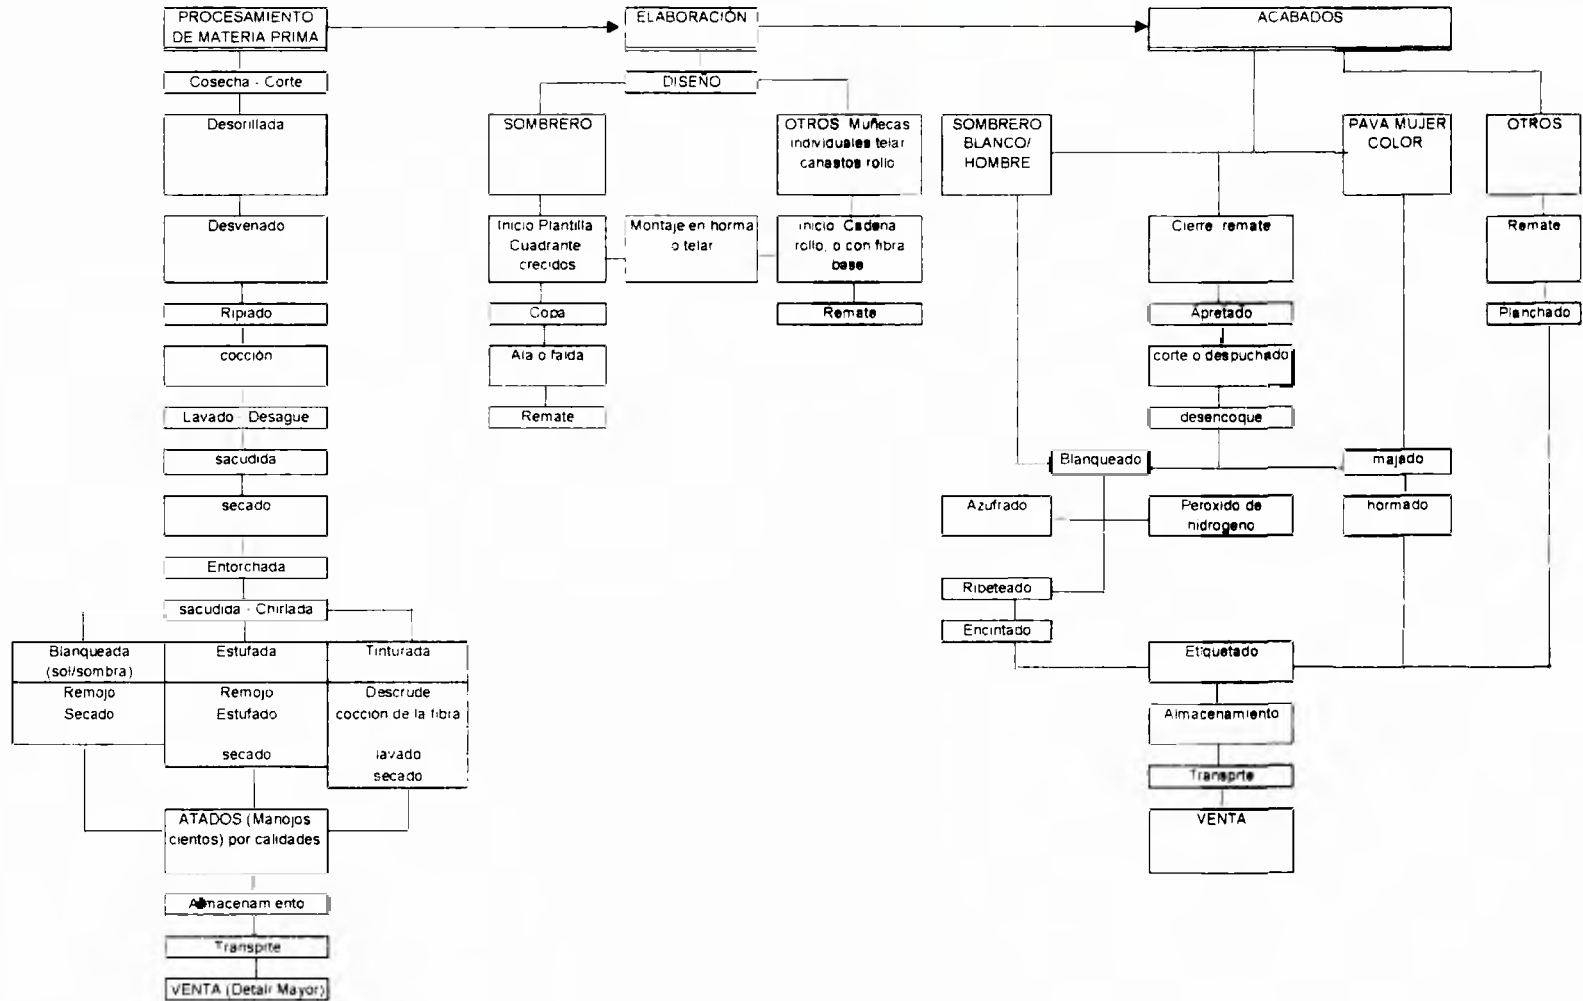 PROCESAMIENTO
DE MATERIA PRIMA
Cosecha - Corte
Desorillada
Desvenado
Ripiado
cocción
Lavado - Desague
sacudida
secado
Entorchada
sacudida - Chirlada
Blanqueada
(sol/sombra)
Remojo
Secado
Estufada
Remojo
Estufado
secado
Tinturada
Descrude
cocción de la fibra
lavado
secado
ATADOS (Manojos
cientos) por calidades
Almacenam ento
Transprte
VENTA (Detalr Mayor)
ELABORACIÓN
DISEÑO
SOMBRERO
Inicio Plantilla
Cuadrante
crecidos
Copa
Ala o falda
Remate
Montaje en horma
o telar
OTROS Muñecas
individuales telar
canastos rollo
inicio Cadena
rollo, o con fibra
base
Remate
ACABADOS
SOMBRERO
BLANCO/
HOMBRE
PAVA MUJER
COLOR
OTROS
Cierre remate
Apretado
corte o despuchado
desencoque
Remate
Planchado
Blanqueado
majado
Azufrado
Peroxido de
hidrogeno
hormado
Ribeteado
Encintado
Etiquetado
Almacenamiento
Transprte
VENTA